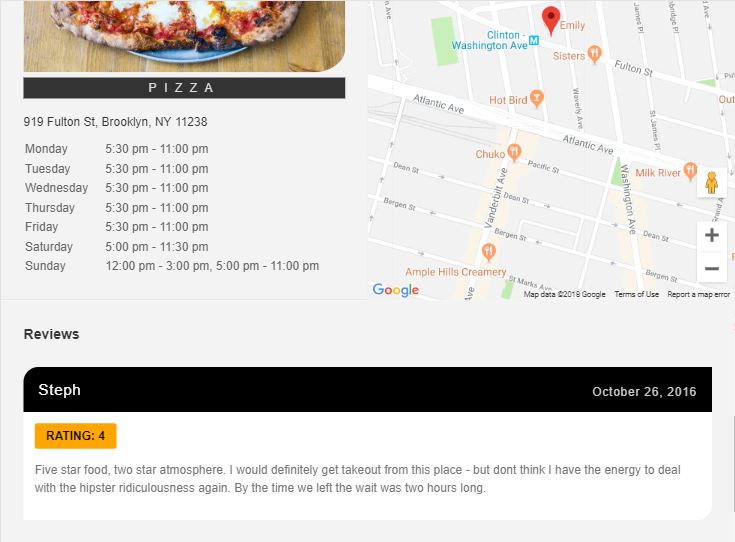 PIZZA
919 Fulton St, Brooklyn, NY 11238
Monday 5:30 pm - 11:00 pm
Tuesday 5:30 pm - 11:00 pm
Wednesday 5:30 pm - 11:00 pm
Thursday 5:30 pm - 11:00 pm
Friday 5:30 pm - 11:00 pm
Saturday 5:00 pm - 11:30 pm
Sunday 12:00 pm - 3:00 pm, 5:00 pm - 11:00 pm
Emily
Clinton -
Washington Ave M
Sisters
Fulton St
Waverly Ave
St James Pl
Hot Bird
Atlantic Ave
Atlantic Ave
Chuko
Pacific St
Dean St
Milk River
Washington Ave
Vanderbilt Ave
Bergen St
Bergen St
Dean St
Ample Hills Creamery
St Marks Ave
Bergen St
Google
Map data ©2018 Google Terms of Use Report a map error
Reviews
Steph October 26, 2016
RATING: 4
Five star food, two star atmosphere. I would definitely get takeout from this place - but dont think I have the energy to deal
with the hipster ridiculousness again. By the time we left the wait was two hours long.